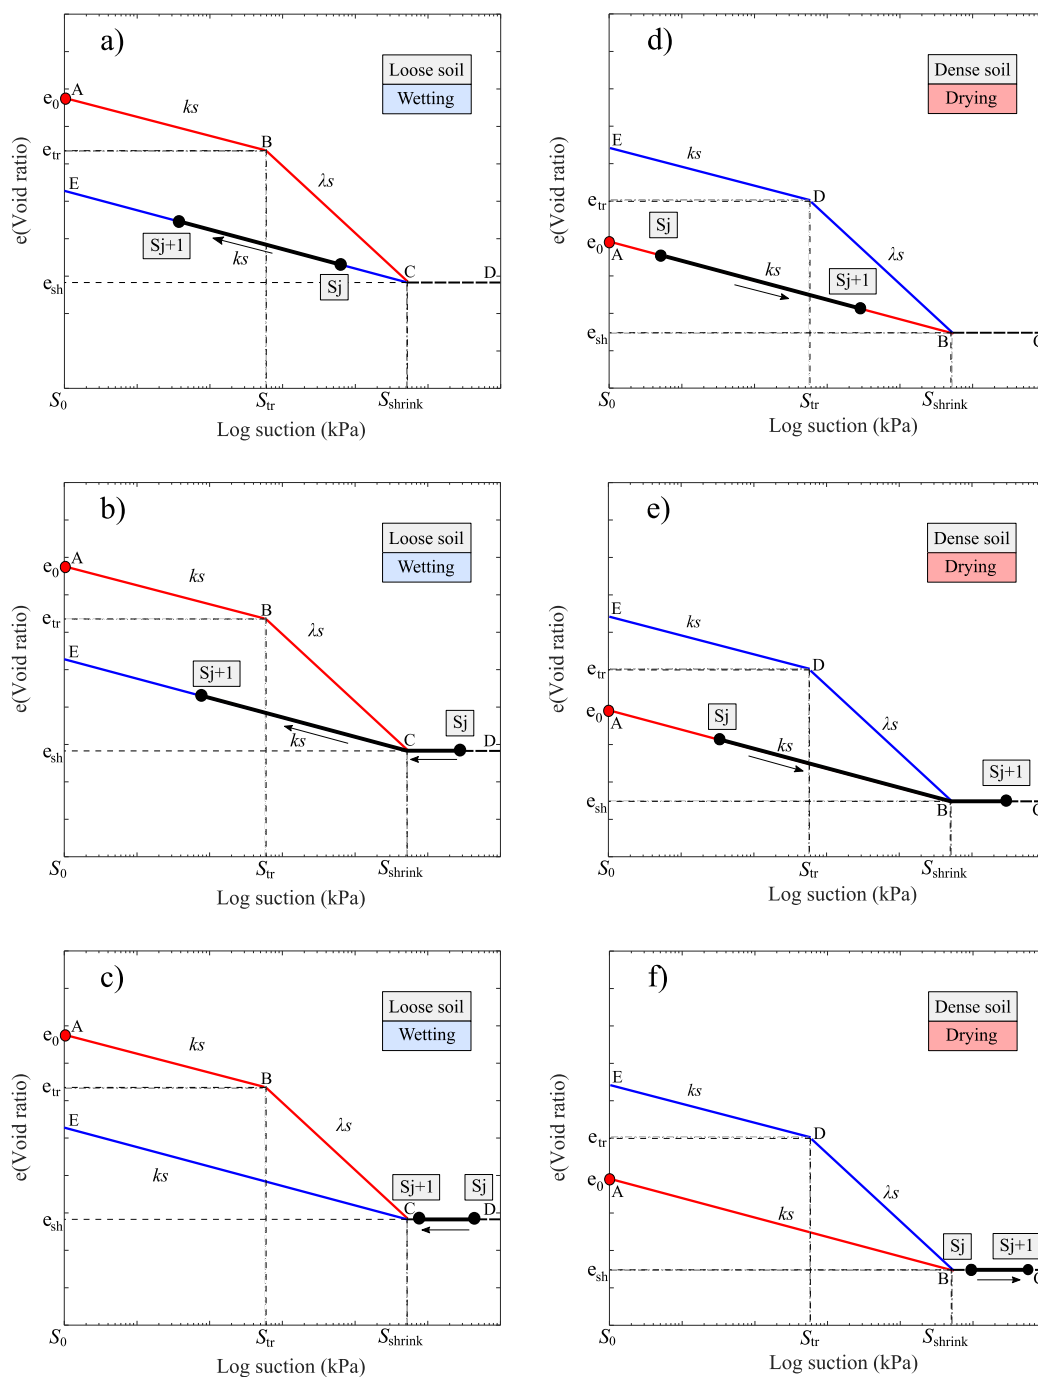 a)
Loose soil
Wetting
e0
A
ks
B
etr
λs
E
Sj+1
ks
Sj
C
D
esh
S0
Str
Sshrink
e(Void ratio)
Log suction (kPa)
d)
Dense soil
Drying
E
ks
D
etr
Sj
e0
A
ks
λs
Sj+1
esh
B
C
S0
Str
Sshrink
e(Void ratio)
Log suction (kPa)
b)
Loose soil
Wetting
e0
A
ks
B
etr
λs
E
Sj+1
ks
C
Sj
D
esh
S0
Str
Sshrink
e(Void ratio)
Log suction (kPa)
e)
Dense soil
Drying
E
ks
D
etr
e0
A
Sj
ks
λs
Sj+1
esh
B
C
S0
Str
Sshrink
e(Void ratio)
Log suction (kPa)
c)
Loose soil
Wetting
e0
A
ks
B
etr
λs
E
ks
Sj+1
Sj
C
D
esh
S0
Str
Sshrink
e(Void ratio)
Log suction (kPa)
f)
Dense soil
Drying
E
ks
D
etr
e0
A
ks
λs
Sj
Sj+1
esh
B
C
S0
Str
Sshrink
e(Void ratio)
Log suction (kPa)